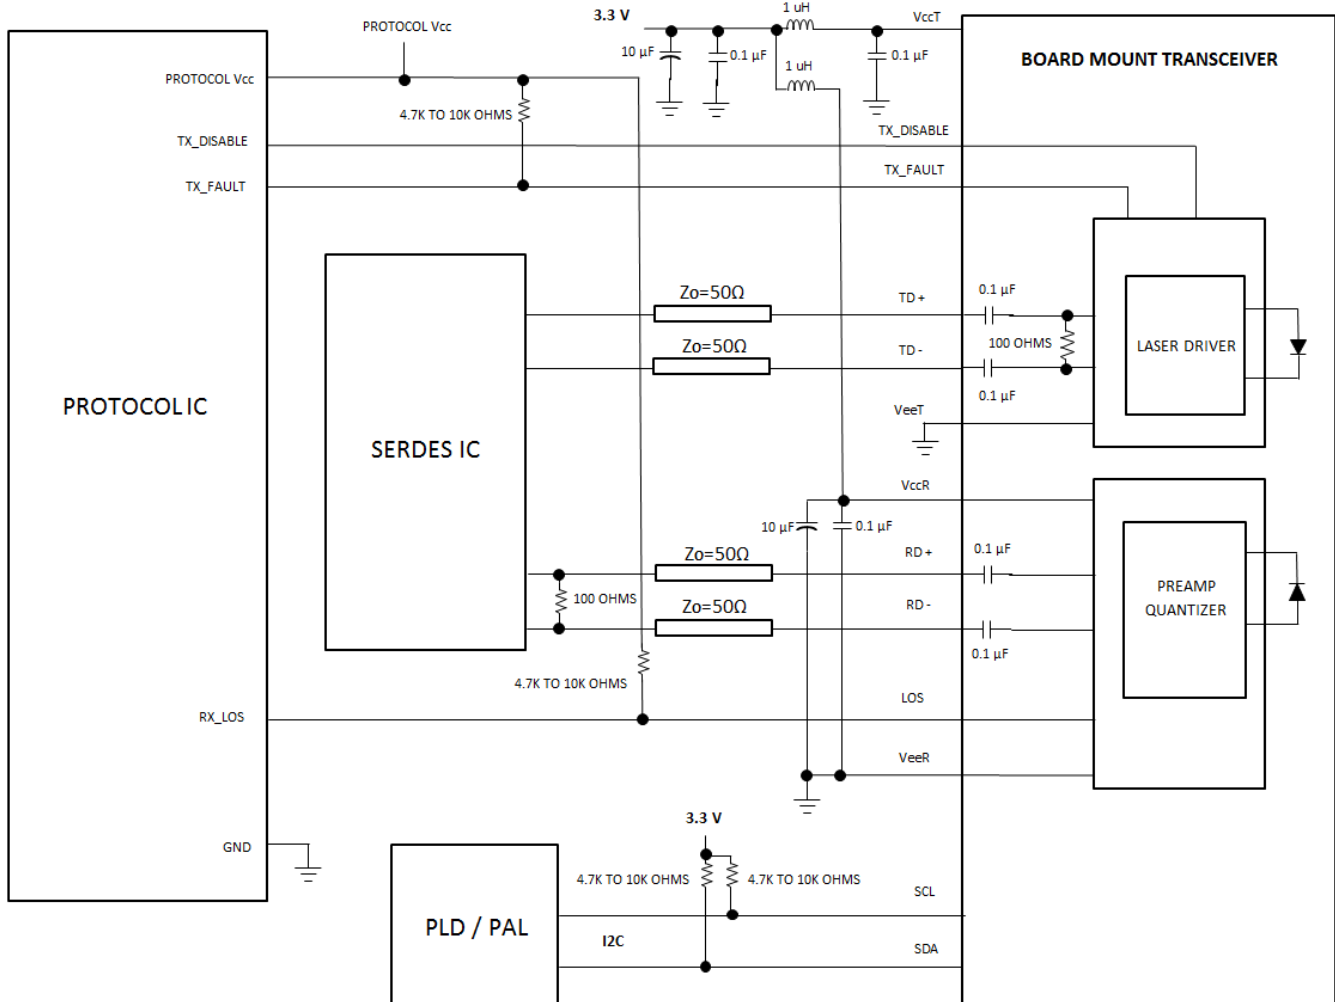 1 uH
3.3 V
VccT
PROTOCOL Vcc
10 µF
0.1 µF
0.1 µF
BOARD MOUNT TRANSCEIVER
1 uH
PROTOCOL Vcc
4.7K TO 10K OHMS
TX_DISABLE
TX_DISABLE
TX_FAULT
TX_FAULT
Zo=50Ω
TD +
0.1 µF
Zo=50Ω
TD -
100 OHMS
LASER DRIVER
0.1 µF
PROTOCOL IC
VeeT
SERDES IC
VccR
10 µF
0.1 µF
Zo=50Ω
RD +
0.1 µF
PREAMP
QUANTIZER
100 OHMS
Zo=50Ω
RD -
0.1 µF
4.7K TO 10K OHMS
LOS
RX_LOS
VeeR
3.3 V
GND
4.7K TO 10K OHMS
4.7K TO 10K OHMS
SCL
PLD / PAL
I2C
SDA